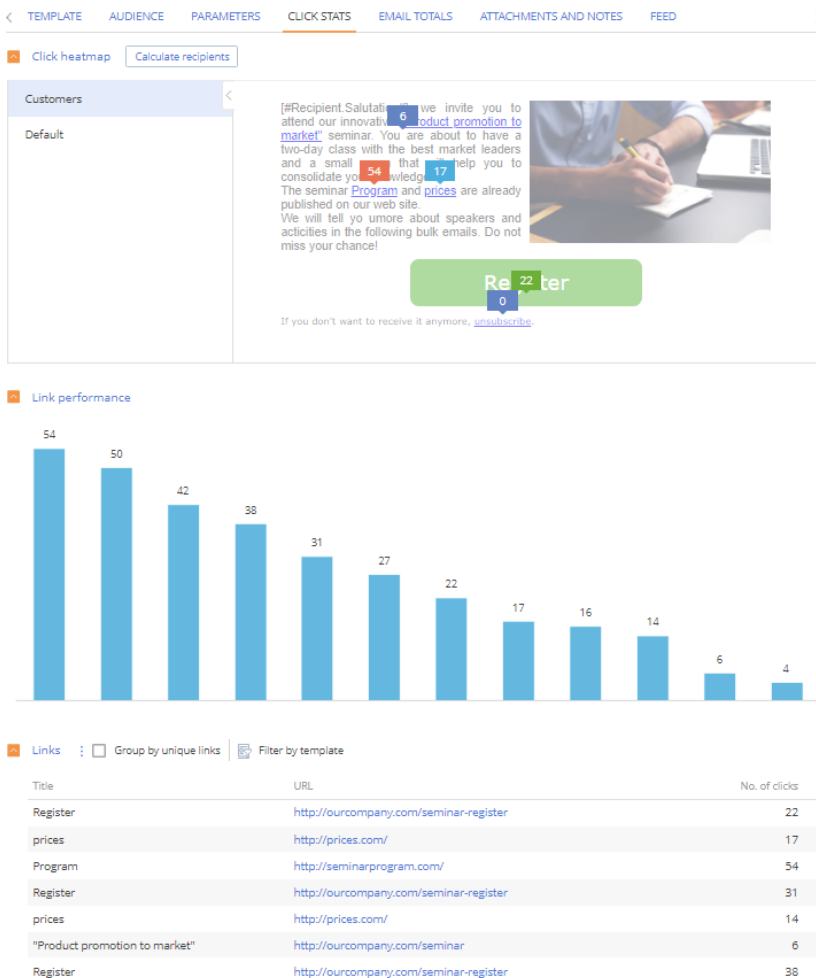 TEMPLATE AUDIENCE PARAMETERS CLICK STATS EMAIL TOTALS ATTACHMENTS AND NOTES FEED
Click heatmap Calculate recipients
Customers
Default
[#Recipient.Salutati we invite you to
attend our innovativ 6 roduct promotion to
market" seminar. You are about to have a
two-day class with the best market leaders
and a small that help you to
consolidate yo 54 wledg 17
The seminar Program and prices are already
published on our web site.
We will tell yo umore about speakers and
acticities in the following bulk emails. Do not
miss your chance!
Re 22 ter
0
If you don't want to receive it anymore, unsubscribe.
Link performance
54
50
42
38
31
27
22
17
16
14
6
4
Links Group by unique links Filter by template
Title URL No. of clicks
Register http://ourcompany.com/seminar-register 22
prices http://prices.com/ 17
Program http://seminarprogram.com/ 54
Register http://ourcompany.com/seminar-register 31
prices http://prices.com/ 14
"Product promotion to market" http://ourcompany.com/seminar 6
Register http://ourcompany.com/seminar-register 38